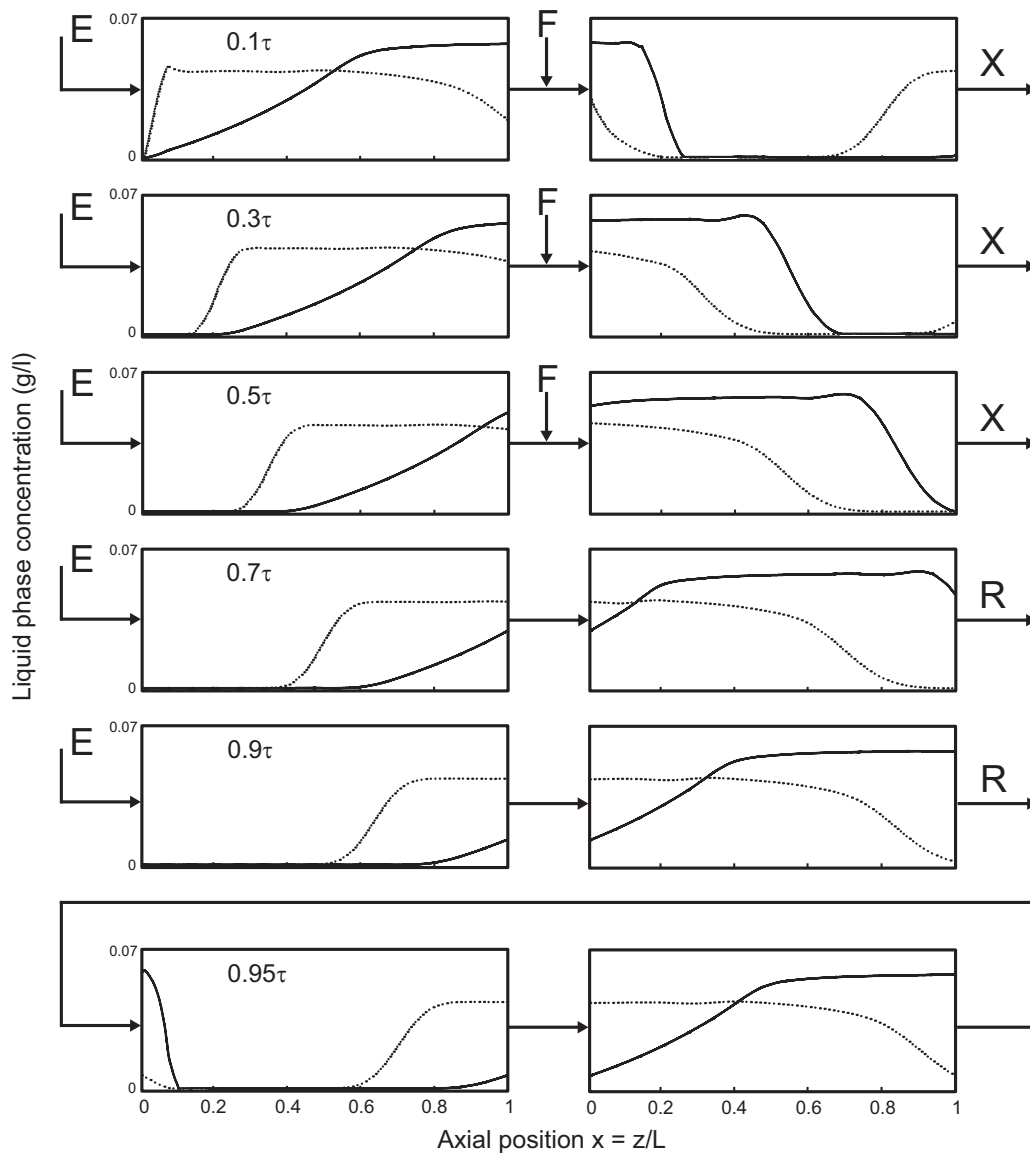 E
0.07
0.1τ
F
X
0
E
0.07
0.3τ
F
X
0
E
0.07
0.5τ
F
X
0
E
0.07
0.7τ
R
0
E
0.07
0.9τ
R
0
0.07
0.95τ
0
0 0.2 0.4 0.6 0.8 1 0 0.2 0.4 0.6 0.8 1
Axial position x = z/L
Liquid phase concentration (g/l)